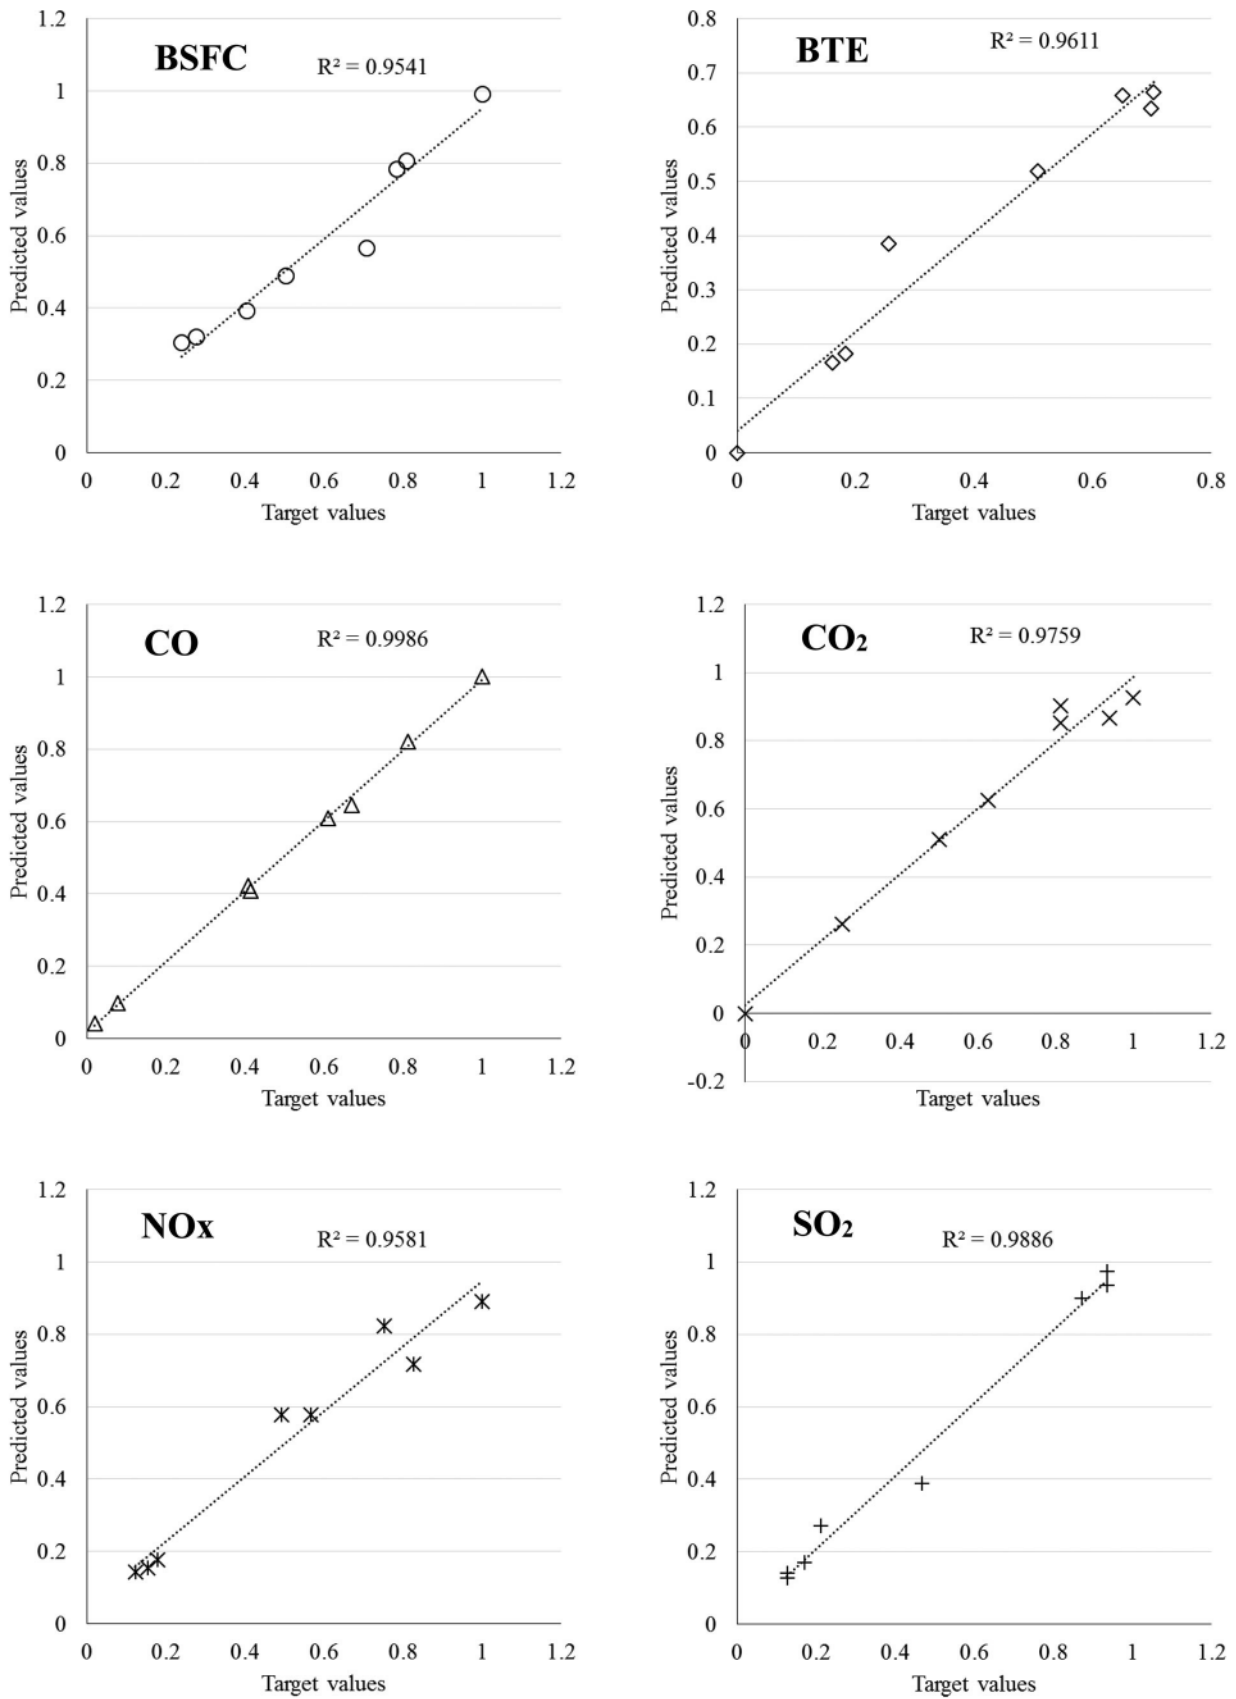 BSFC
R² = 0.9541
1.2
1
0.8
0.6
0.4
0.2
0
0 0.2 0.4 0.6 0.8 1 1.2
Predicted values
Target values
BTE
R² = 0.9611
0.8
0.7
0.6
0.5
0.4
0.3
0.2
0.1
0
0 0.2 0.4 0.6 0.8
Predicted values
Target values
CO
R² = 0.9986
1.2
1
0.8
0.6
0.4
0.2
0
0 0.2 0.4 0.6 0.8 1 1.2
Predicted values
Target values
CO₂
R² = 0.9759
1.2
1
0.8
0.6
0.4
0.2
0
-0.2
0 0.2 0.4 0.6 0.8 1 1.2
Predicted values
Target values
NOx
R² = 0.9581
1.2
1
0.8
0.6
0.4
0.2
0
0 0.2 0.4 0.6 0.8 1 1.2
Predicted values
Target values
SO₂
R² = 0.9886
1.2
1
0.8
0.6
0.4
0.2
0
0 0.2 0.4 0.6 0.8 1 1.2
Predicted values
Target values